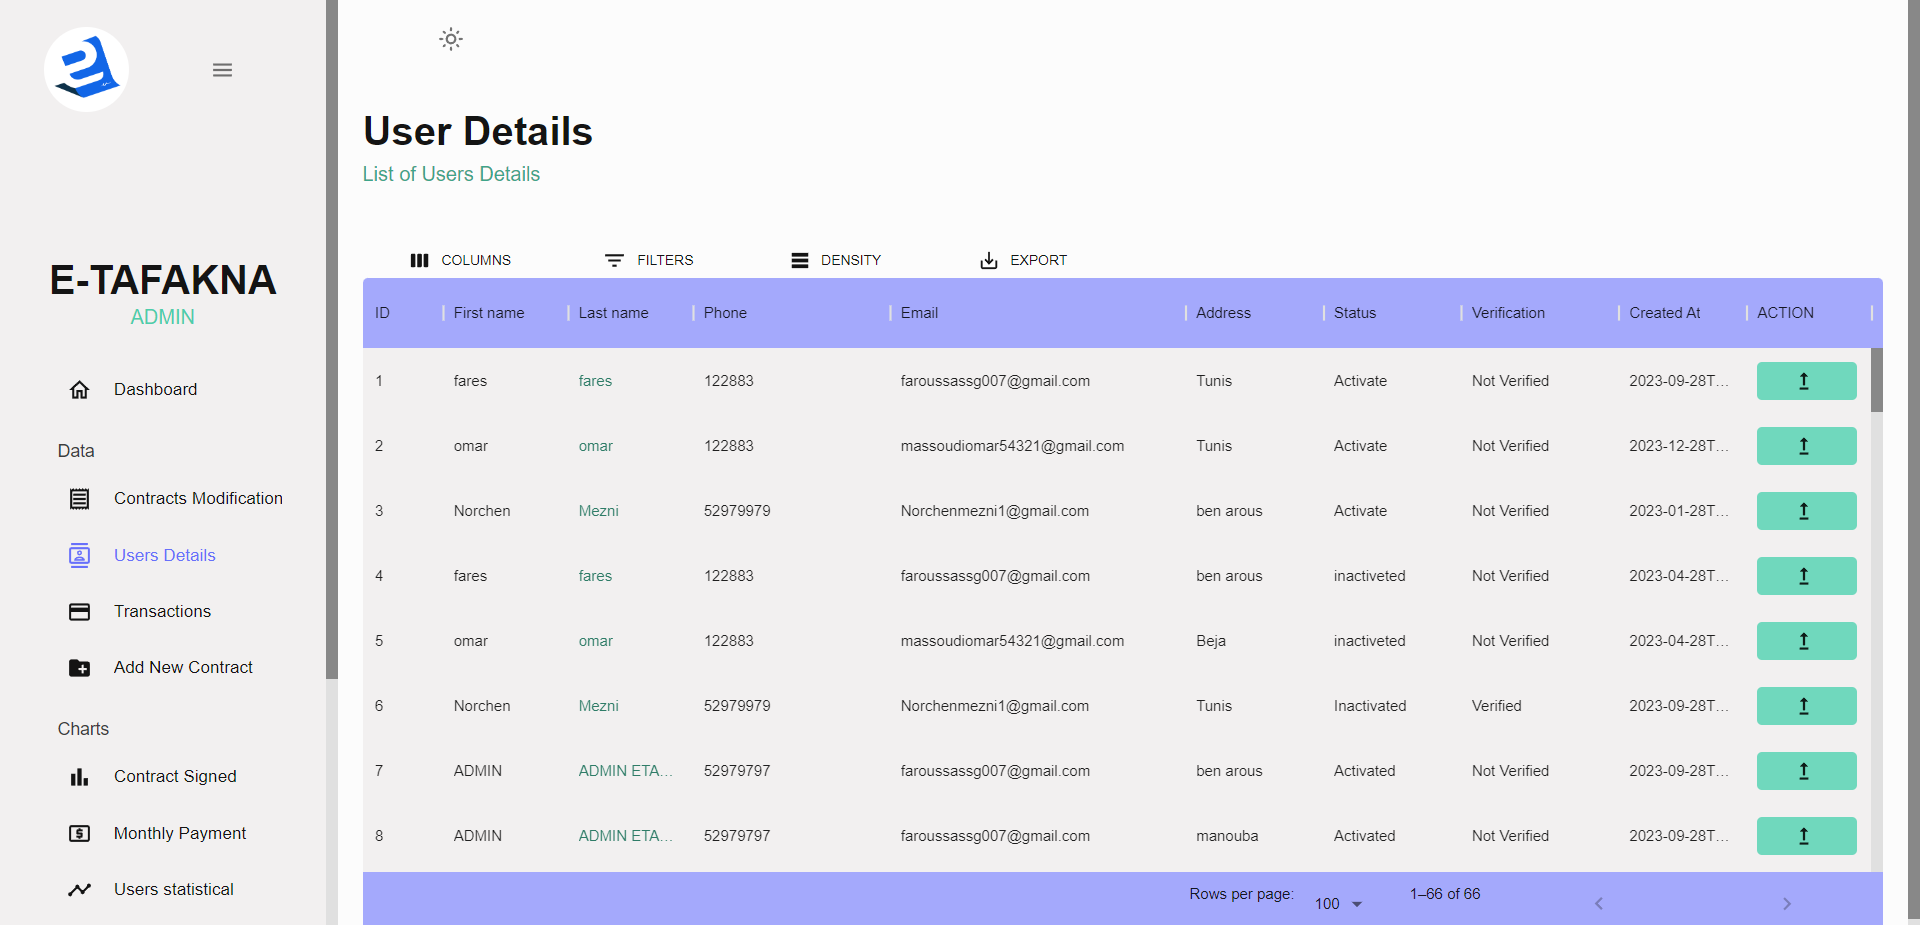 E-TAFAKNA
ADMIN
Dashboard
Data
Contracts Modification
Users Details
Transactions
Add New Contract
Charts
Contract Signed
Monthly Payment
Users statistical
User Details
List of Users Details
COLUMNS FILTERS DENSITY EXPORT
ID First name Last name Phone Email Address Status Verification Created At ACTION
1 fares fares 122883 faroussassg007@gmail.com Tunis Activate Not Verified 2023-09-28T...
2 omar omar 122883 massoudiomar54321@gmail.com Tunis Activate Not Verified 2023-12-28T...
3 Norchen Mezni 52979979 Norchenmezni1@gmail.com ben arous Activate Not Verified 2023-01-28T...
4 fares fares 122883 faroussassg007@gmail.com ben arous inactiveted Not Verified 2023-04-28T...
5 omar omar 122883 massoudiomar54321@gmail.com Beja inactiveted Not Verified 2023-04-28T...
6 Norchen Mezni 52979979 Norchenmezni1@gmail.com Tunis Inactivated Verified 2023-09-28T...
7 ADMIN ADMIN ETA... 52979797 faroussassg007@gmail.com ben arous Activated Not Verified 2023-09-28T...
8 ADMIN ADMIN ETA... 52979797 faroussassg007@gmail.com manouba Activated Not Verified 2023-09-28T...
Rows per page: 100 1–66 of 66